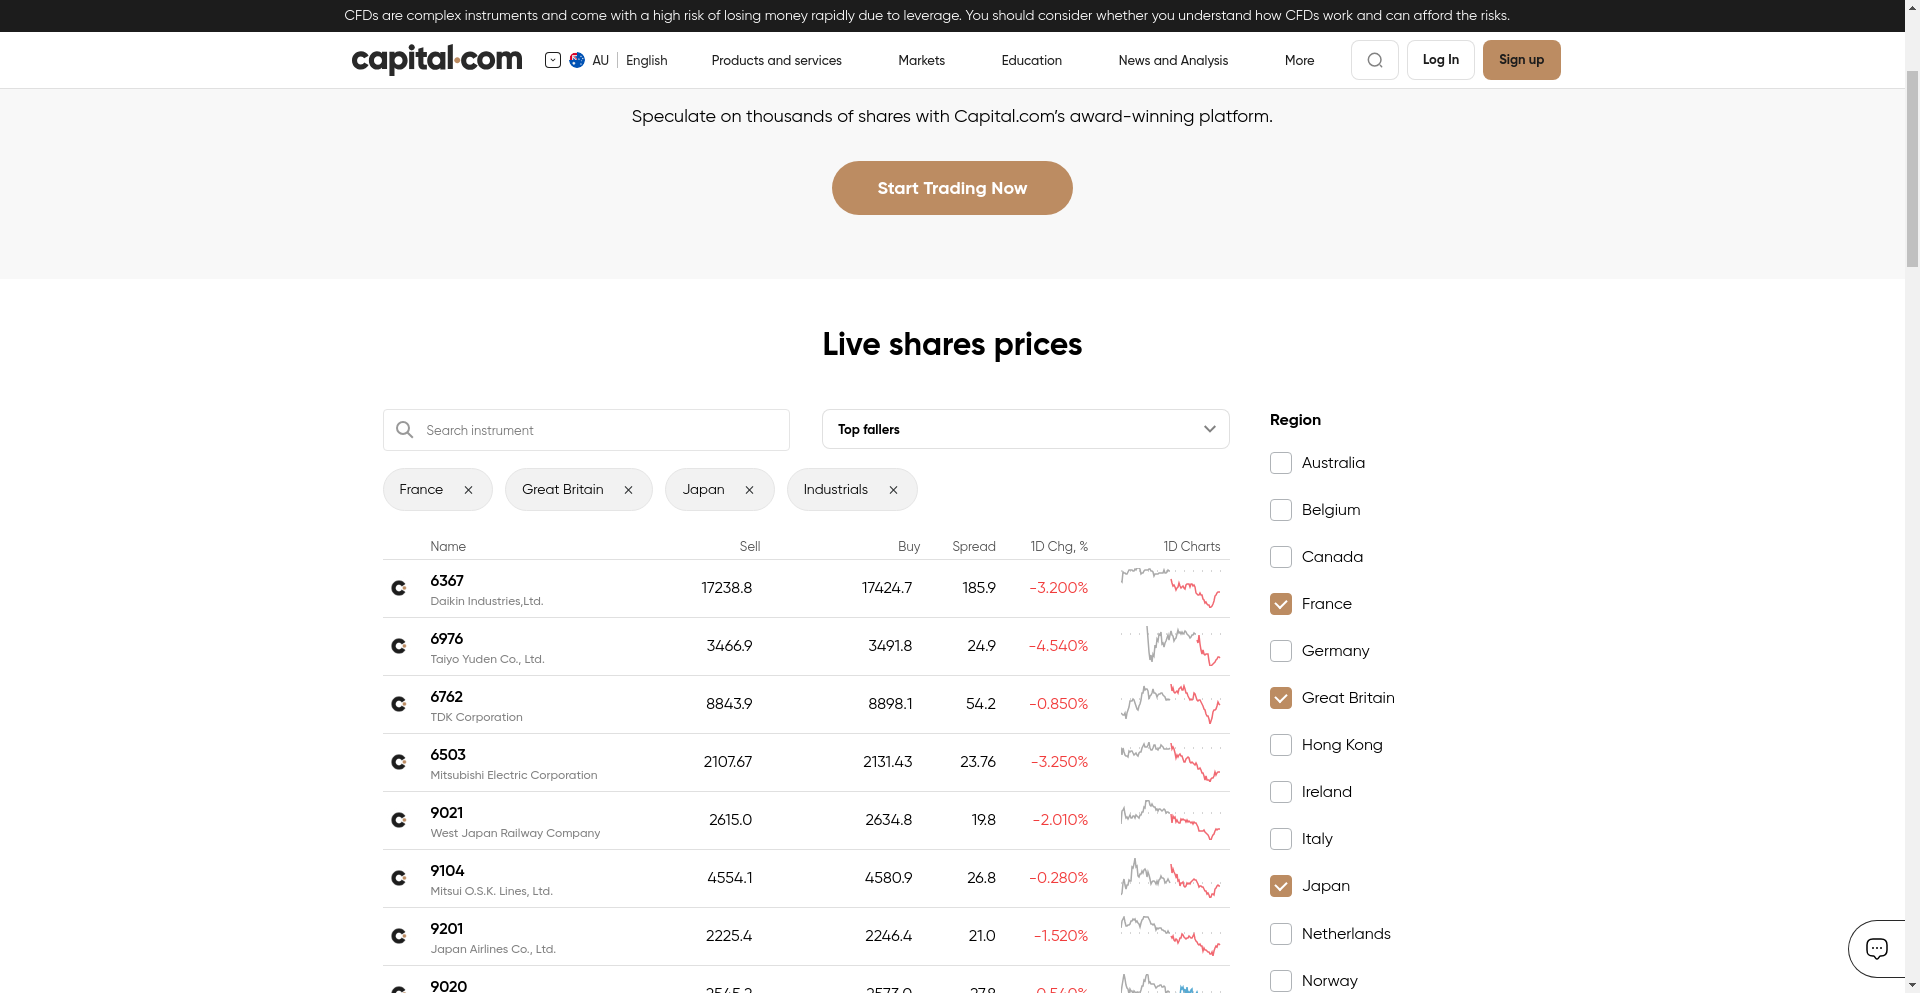 CFDs are complex instruments and come with a high risk of losing money rapidly due to leverage. You should consider whether you understand how CFDs work and can afford the risks.
capital.com AU English Products and services Markets Education News and Analysis More Log In Sign up
Speculate on thousands of shares with Capital.com’s award-winning platform.
Start Trading Now
Live shares prices
Search instrument
Top fallers
France Great Britain Japan Industrials
Name Sell Buy Spread 1D Chg, % 1D Charts
6367 17238.8 17424.7 185.9 -3.200%
Daikin Industries,Ltd.
6976 3466.9 3491.8 24.9 -4.540%
Taiyo Yuden Co., Ltd.
6762 8843.9 8898.1 54.2 -0.850%
TDK Corporation
6503 2107.67 2131.43 23.76 -3.250%
Mitsubishi Electric Corporation
9021 2615.0 2634.8 19.8 -2.010%
West Japan Railway Company
9104 4554.1 4580.9 26.8 -0.280%
Mitsui O.S.K. Lines, Ltd.
9201 2225.4 2246.4 21.0 -1.520%
Japan Airlines Co., Ltd.
9020
Region
Australia
Belgium
Canada
France
Germany
Great Britain
Hong Kong
Ireland
Italy
Japan
Netherlands
Norway